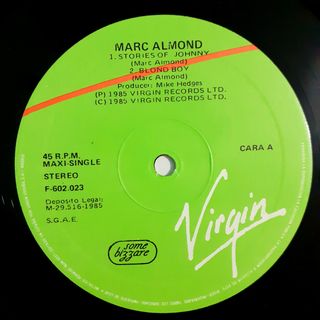 MARC ALMOND
1. STORIES OF JOHNNY
(Marc Almond)
2. BLOND BOY
(Marc Almond)
Producer: Mike Hedges
(P) 1985 VIRGIN RECORDS LTD.
(C) 1985 VIRGIN RECORDS LTD.
45 R.P.M.
MAXI-SINGLE
CARA A
STEREO
F-602.023
Deposito Legal:
M-29.516-1985
S.G.A.E.
some
bizzare
Virgin